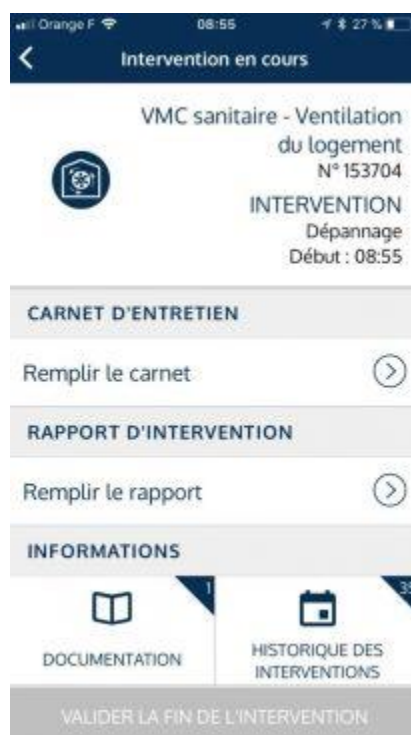 Orange F 08:55 27 %
Intervention en cours
VMC sanitaire - Ventilation
du logement
N° 153704
INTERVENTION
Dépannage
Début : 08:55
CARNET D'ENTRETIEN
Remplir le carnet
RAPPORT D'INTERVENTION
Remplir le rapport
INFORMATIONS
1
DOCUMENTATION
HISTORIQUE DES
INTERVENTIONS
VALIDER LA FIN DE L'INTERVENTION